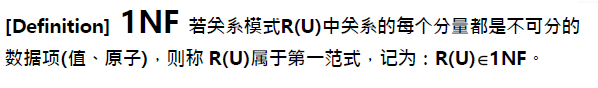 [Definition] 1NF 若关系模式R(U)中关系的每个分量都是不可分的
数据项(值、原子)，则称 R(U)属于第一范式，记为：R(U)∈1NF。